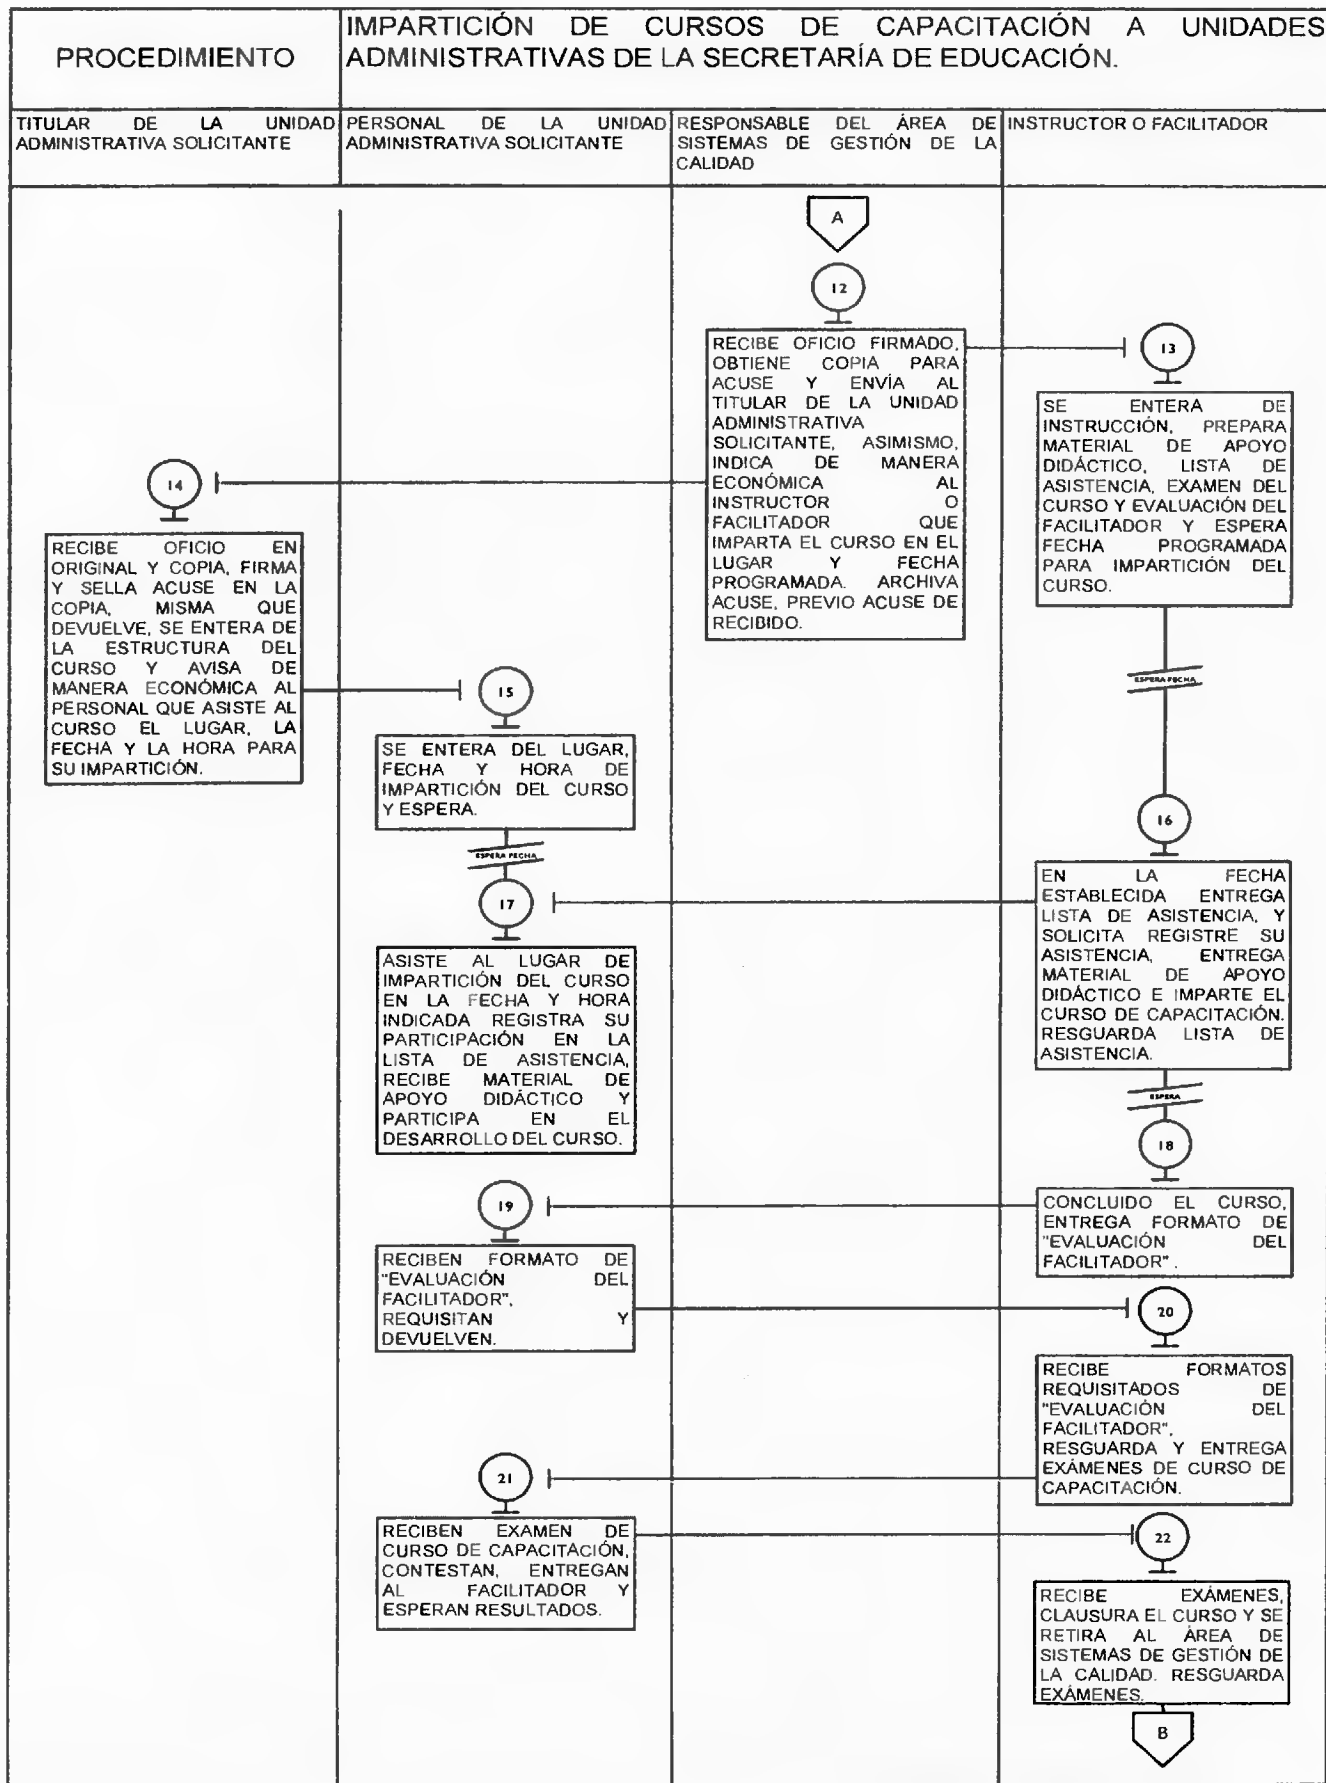 PROCEDIMIENTO
IMPARTICIÓN DE CURSOS DE CAPACITACIÓN A UNIDADES
ADMINISTRATIVAS DE LA SECRETARÍA DE EDUCACIÓN.
TITULAR DE LA UNIDAD
ADMINISTRATIVA SOLICITANTE
PERSONAL DE LA UNIDAD
ADMINISTRATIVA SOLICITANTE
RESPONSABLE DEL ÁREA DE
SISTEMAS DE GESTIÓN DE LA
CALIDAD
INSTRUCTOR O FACILITADOR
A
12
RECIBE OFICIO FIRMADO,
OBTIENE COPIA PARA
ACUSE Y ENVÍA AL
TITULAR DE LA UNIDAD
ADMINISTRATIVA
SOLICITANTE, ASIMISMO,
INDICA DE MANERA
ECONÓMICA AL
INSTRUCTOR O
FACILITADOR QUE
IMPARTA EL CURSO EN EL
LUGAR Y FECHA
PROGRAMADA. ARCHIVA
ACUSE, PREVIO ACUSE DE
RECIBIDO.
13
SE ENTERA DE
INSTRUCCIÓN, PREPARA
MATERIAL DE APOYO
DIDÁCTICO, LISTA DE
ASISTENCIA, EXAMEN DEL
CURSO Y EVALUACIÓN DEL
FACILITADOR Y ESPERA
FECHA PROGRAMADA
PARA IMPARTICIÓN DEL
CURSO.
ESPERA FECHA
14
RECIBE OFICIO EN
ORIGINAL Y COPIA, FIRMA
Y SELLA ACUSE EN LA
COPIA, MISMA QUE
DEVUELVE, SE ENTERA DE
LA ESTRUCTURA DEL
CURSO Y AVISA DE
MANERA ECONÓMICA AL
PERSONAL QUE ASISTE AL
CURSO EL LUGAR, LA
FECHA Y LA HORA PARA
SU IMPARTICIÓN.
15
SE ENTERA DEL LUGAR,
FECHA Y HORA DE
IMPARTICIÓN DEL CURSO
Y ESPERA.
ESPERA FECHA
16
EN LA FECHA
ESTABLECIDA ENTREGA
LISTA DE ASISTENCIA, Y
SOLICITA REGISTRE SU
ASISTENCIA, ENTREGA
MATERIAL DE APOYO
DIDÁCTICO E IMPARTE EL
CURSO DE CAPACITACIÓN.
RESGUARDA LISTA DE
ASISTENCIA.
ESPERA
17
ASISTE AL LUGAR DE
IMPARTICIÓN DEL CURSO
EN LA FECHA Y HORA
INDICADA REGISTRA SU
PARTICIPACIÓN EN LA
LISTA DE ASISTENCIA,
RECIBE MATERIAL DE
APOYO DIDÁCTICO Y
PARTICIPA EN EL
DESARROLLO DEL CURSO.
18
CONCLUIDO EL CURSO,
ENTREGA FORMATO DE
"EVALUACIÓN DEL
FACILITADOR" .
19
RECIBEN FORMATO DE
"EVALUACIÓN DEL
FACILITADOR",
REQUISITAN Y
DEVUELVEN.
20
RECIBE FORMATOS
REQUISITADOS DE
"EVALUACIÓN DEL
FACILITADOR",
RESGUARDA Y ENTREGA
EXÁMENES DE CURSO DE
CAPACITACIÓN.
21
RECIBEN EXAMEN DE
CURSO DE CAPACITACIÓN,
CONTESTAN, ENTREGAN
AL FACILITADOR Y
ESPERAN RESULTADOS.
22
RECIBE EXÁMENES,
CLAUSURA EL CURSO Y SE
RETIRA AL ÁREA DE
SISTEMAS DE GESTIÓN DE
LA CALIDAD. RESGUARDA
EXÁMENES.
B